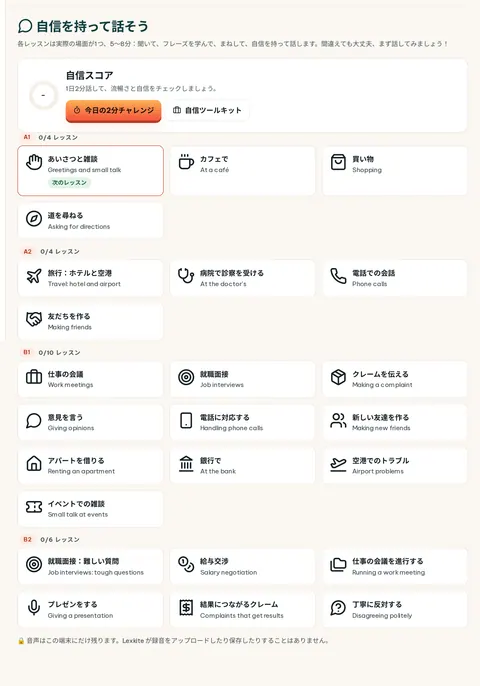 自信を持って話そう
各レッスンは実際の場面が1つ、5〜8分：聞いて、フレーズを学んで、まねして、自信を持って話します。間違えても大丈夫、まず話してみましょう！
自信スコア
1日2分話して、流暢さと自信をチェックしましょう。
今日の2分チャレンジ
自信ツールキット
A1 0/4 レッスン
あいさつと雑談
Greetings and small talk
次のレッスン
カフェで
At a café
買い物
Shopping
道を尋ねる
Asking for directions
A2 0/4 レッスン
旅行：ホテルと空港
Travel: hotel and airport
病院で診察を受ける
At the doctor's
電話での会話
Phone calls
友だちを作る
Making friends
B1 0/10 レッスン
仕事の会議
Work meetings
就職面接
Job interviews
クレームを伝える
Making a complaint
意見を言う
Giving opinions
電話に対応する
Handling phone calls
新しい友達を作る
Making new friends
アパートを借りる
Renting an apartment
銀行で
At the bank
空港でのトラブル
Airport problems
イベントでの雑談
Small talk at events
B2 0/6 レッスン
就職面接：難しい質問
Job interviews: tough questions
給与交渉
Salary negotiation
仕事の会議を進行する
Running a work meeting
プレゼンをする
Giving a presentation
結果につながるクレーム
Complaints that get results
丁寧に反対する
Disagreeing politely
音声はこの端末にだけ残ります。Lexkite が録音をアップロードしたり保存したりすることはありません。